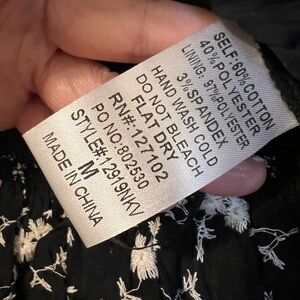 SELF: 60%COTTON
40%POLYESTER
LINING: 97%POLYESTER
3%SPANDEX
HAND WASH COLD
DO NOT BLEACH
FLAT DRY
RN#:127102
PO NO:802530
STYLE#12919NKV
M
MADE IN CHINA